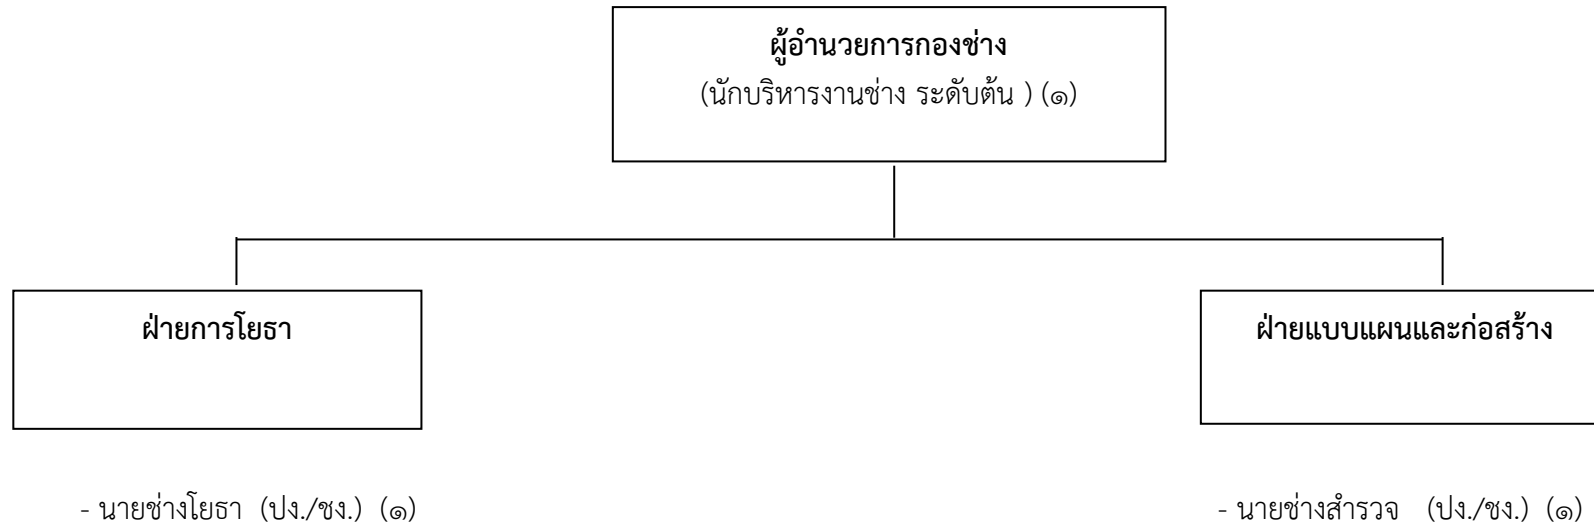 ผู้อำนวยการกองช่าง
(นักบริหารงานช่าง ระดับต้น ) (๑)
ฝ่ายการโยธา
ฝ่ายแบบแผนและก่อสร้าง
- นายช่างโยธา (ปง./ชง.) (๑)
- นายช่างสำรวจ (ปง./ชง.) (๑)